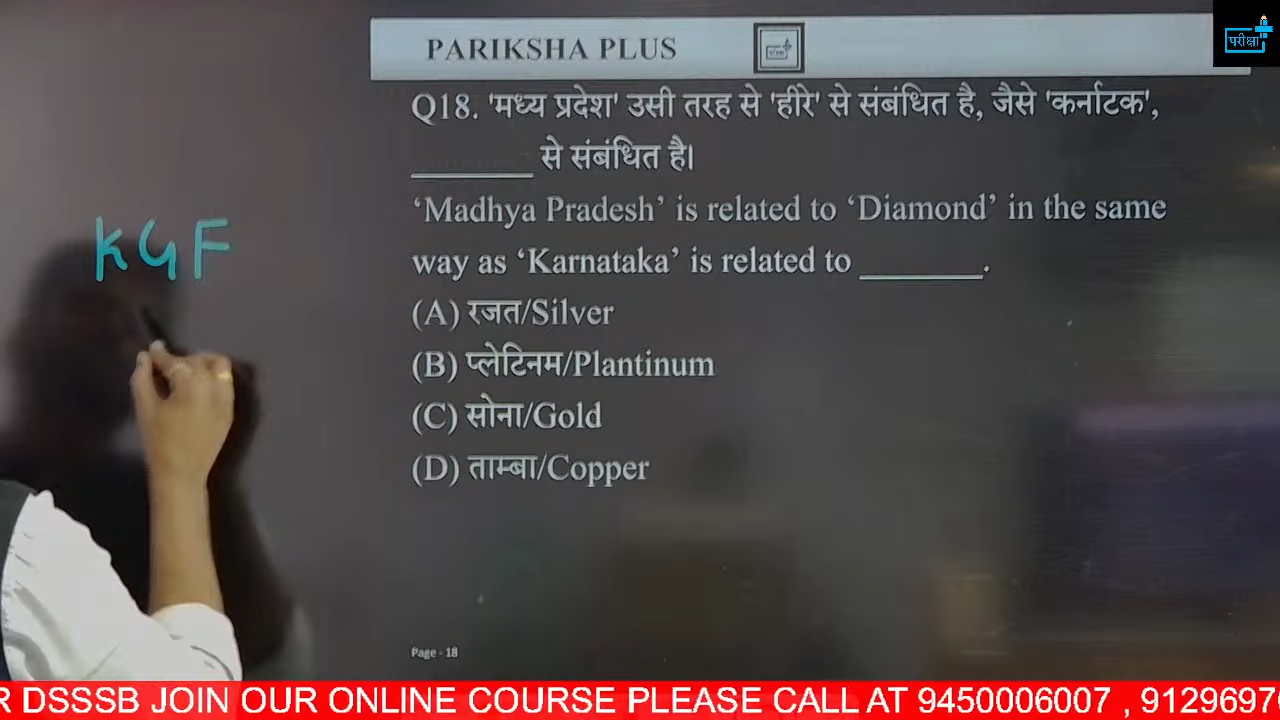 परीक्षा
PARIKSHA PLUS
Q18. 'मध्य प्रदेश' उसी तरह से 'हीरे' से संबंधित है, जैसे 'कर्नाटक',
_______ से संबंधित है।
‘Madhya Pradesh’ is related to ‘Diamond’ in the same
way as ‘Karnataka’ is related to _______.
KGF
(A) रजत/Silver
(B) प्लेटिनम/Plantinum
(C) सोना/Gold
(D) ताम्बा/Copper
Page - 18
R DSSSB JOIN OUR ONLINE COURSE PLEASE CALL AT 9450006007 , 9129697